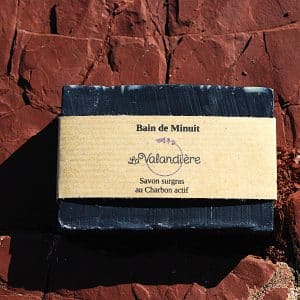 Bain de Minuit
La Valandière
Savon surgras
au Charbon actif